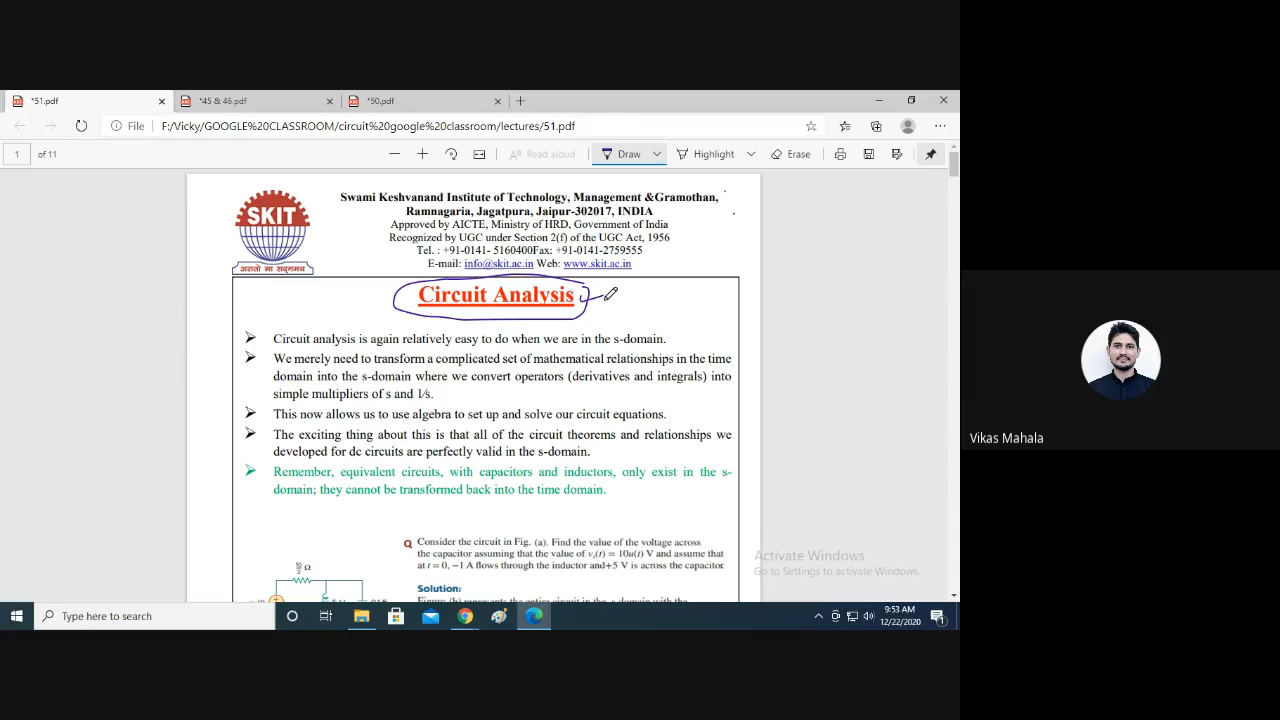 *51.pdf
*45 & 46.pdf
*50.pdf
File
F:/Vicky/GOOGLE%20CLASSROOM/circuit%20google%20classroom/lectures/51.pdf
1 of 11
Read aloud
Draw
Highlight
Erase
SKIT
असतो मा सद्गमय
Swami Keshvanand Institute of Technology, Management &Gramothan,
Ramnagaria, Jagatpura, Jaipur-302017, INDIA
Approved by AICTE, Ministry of HRD, Government of India
Recognized by UGC under Section 2(f) of the UGC Act, 1956
Tel. : +91-0141- 5160400Fax: +91-0141-2759555
E-mail: info@skit.ac.in Web: www.skit.ac.in
Circuit Analysis
Circuit analysis is again relatively easy to do when we are in the s-domain.
We merely need to transform a complicated set of mathematical relationships in the time
domain into the s-domain where we convert operators (derivatives and integrals) into
simple multipliers of s and 1/s.
This now allows us to use algebra to set up and solve our circuit equations.
The exciting thing about this is that all of the circuit theorems and relationships we
developed for dc circuits are perfectly valid in the s-domain.
Remember, equivalent circuits, with capacitors and inductors, only exist in the s-
domain; they cannot be transformed back into the time domain.
Q Consider the circuit in Fig. (a). Find the value of the voltage across
the capacitor assuming that the value of vs(t) = 10u(t) V and assume that
at t = 0, −1 A flows through the inductor and+5 V is across the capacitor
Solution:
Vikas Mahala
Activate Windows
Go to Settings to activate Windows.
Type here to search
9:53 AM
12/22/2020
1